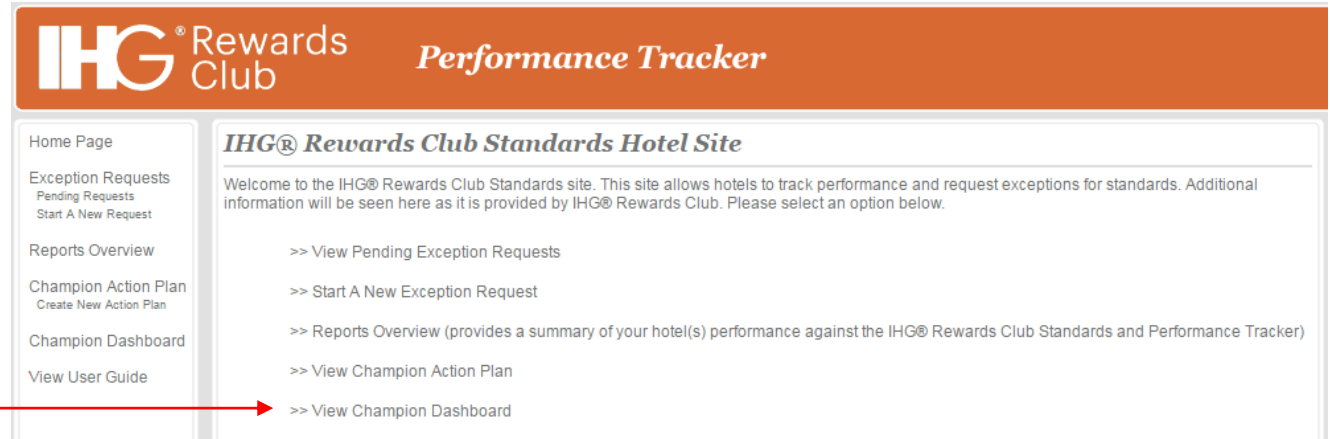 IHG® Rewards Club
Performance Tracker
Home Page
Exception Requests
Pending Requests
Start A New Request
Reports Overview
Champion Action Plan
Create New Action Plan
Champion Dashboard
View User Guide
IHG® Rewards Club Standards Hotel Site
Welcome to the IHG® Rewards Club Standards site. This site allows hotels to track performance and request exceptions for standards. Additional
information will be seen here as it is provided by IHG® Rewards Club. Please select an option below.
>> View Pending Exception Requests
>> Start A New Exception Request
>> Reports Overview (provides a summary of your hotel(s) performance against the IHG® Rewards Club Standards and Performance Tracker)
>> View Champion Action Plan
>> View Champion Dashboard